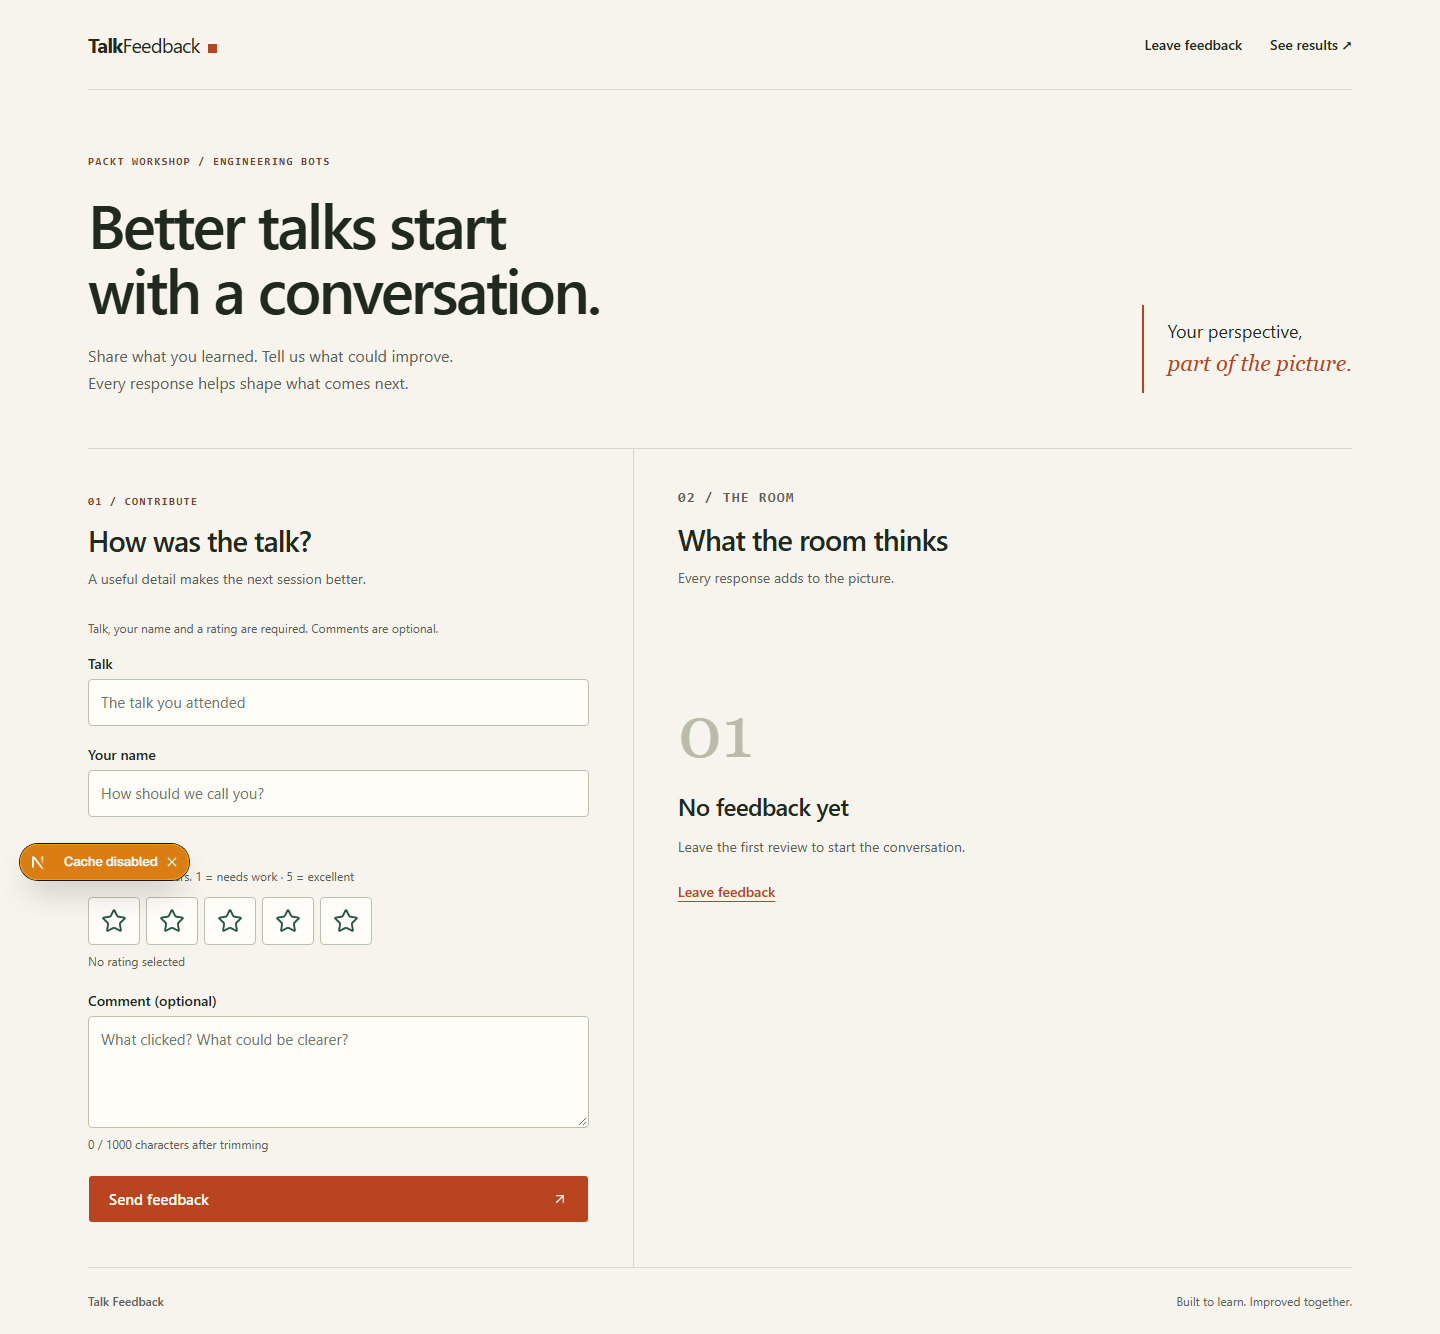 TalkFeedback
Leave feedback
See results ↗
PACKT WORKSHOP / ENGINEERING BOTS
Better talks start
with a conversation.
Share what you learned. Tell us what could improve.
Every response helps shape what comes next.
Your perspective,
part of the picture.
01 / CONTRIBUTE
How was the talk?
A useful detail makes the next session better.
Talk, your name and a rating are required. Comments are optional.
Talk
The talk you attended
Your name
How should we call you?
N Cache disabled ×
1 = needs work · 5 = excellent
No rating selected
Comment (optional)
What clicked? What could be clearer?
0 / 1000 characters after trimming
Send feedback
02 / THE ROOM
What the room thinks
Every response adds to the picture.
01
No feedback yet
Leave the first review to start the conversation.
Leave feedback
Talk Feedback
Built to learn. Improved together.